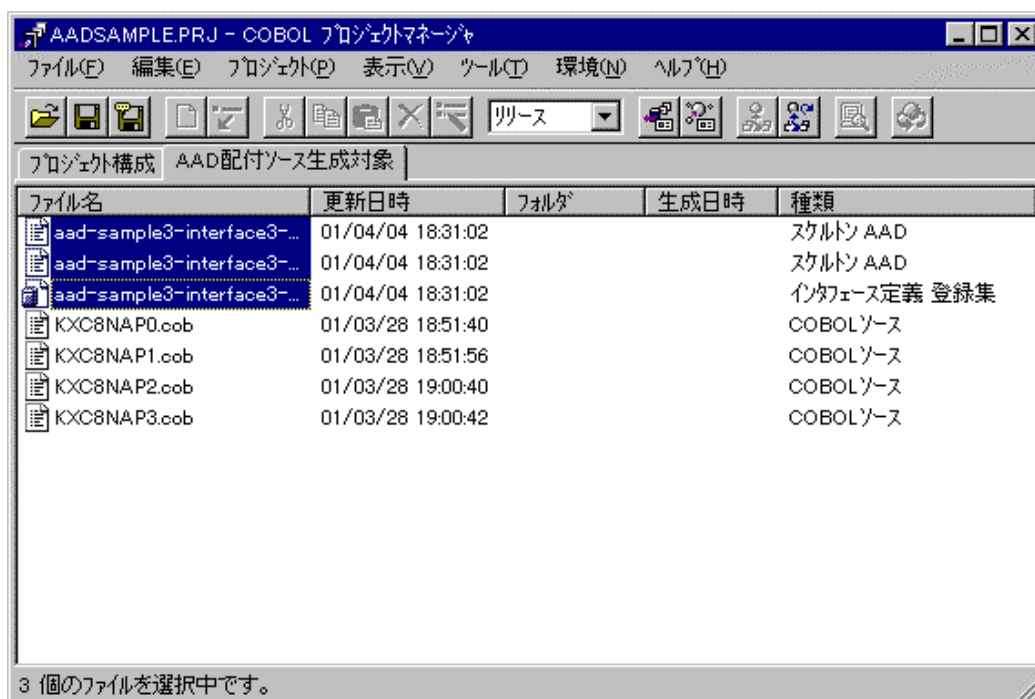 AADSAMPLE.PRJ - COBOL ﾌﾟﾛｼﾞｪｸﾄﾏﾈｰｼﾞｬ
ﾌｧｲﾙ(F) 編集(E) ﾌﾟﾛｼﾞｪｸﾄ(P) 表示(V) ﾂｰﾙ(T) 環境(N) ﾍﾙﾌﾟ(H)
ﾘﾘｰｽ
ﾌﾟﾛｼﾞｪｸﾄ構成 AAD配付ｿｰｽ生成対象
ファイル名 更新日時 ﾌｫﾙﾀﾞ 生成日時 種類
aad-sample3-interface3-... 01/04/04 18:31:02 ｽｹﾙﾄﾝ AAD
aad-sample3-interface3-... 01/04/04 18:31:02 ｽｹﾙﾄﾝ AAD
aad-sample3-interface3-... 01/04/04 18:31:02 ｲﾝﾀﾌｪｰｽ定義 登録集
KXC8NAP0.cob 01/03/28 18:51:40 COBOLｿｰｽ
KXC8NAP1.cob 01/03/28 18:51:56 COBOLｿｰｽ
KXC8NAP2.cob 01/03/28 19:00:40 COBOLｿｰｽ
KXC8NAP3.cob 01/03/28 19:00:42 COBOLｿｰｽ
3 個のﾌｧｲﾙを選択中です。